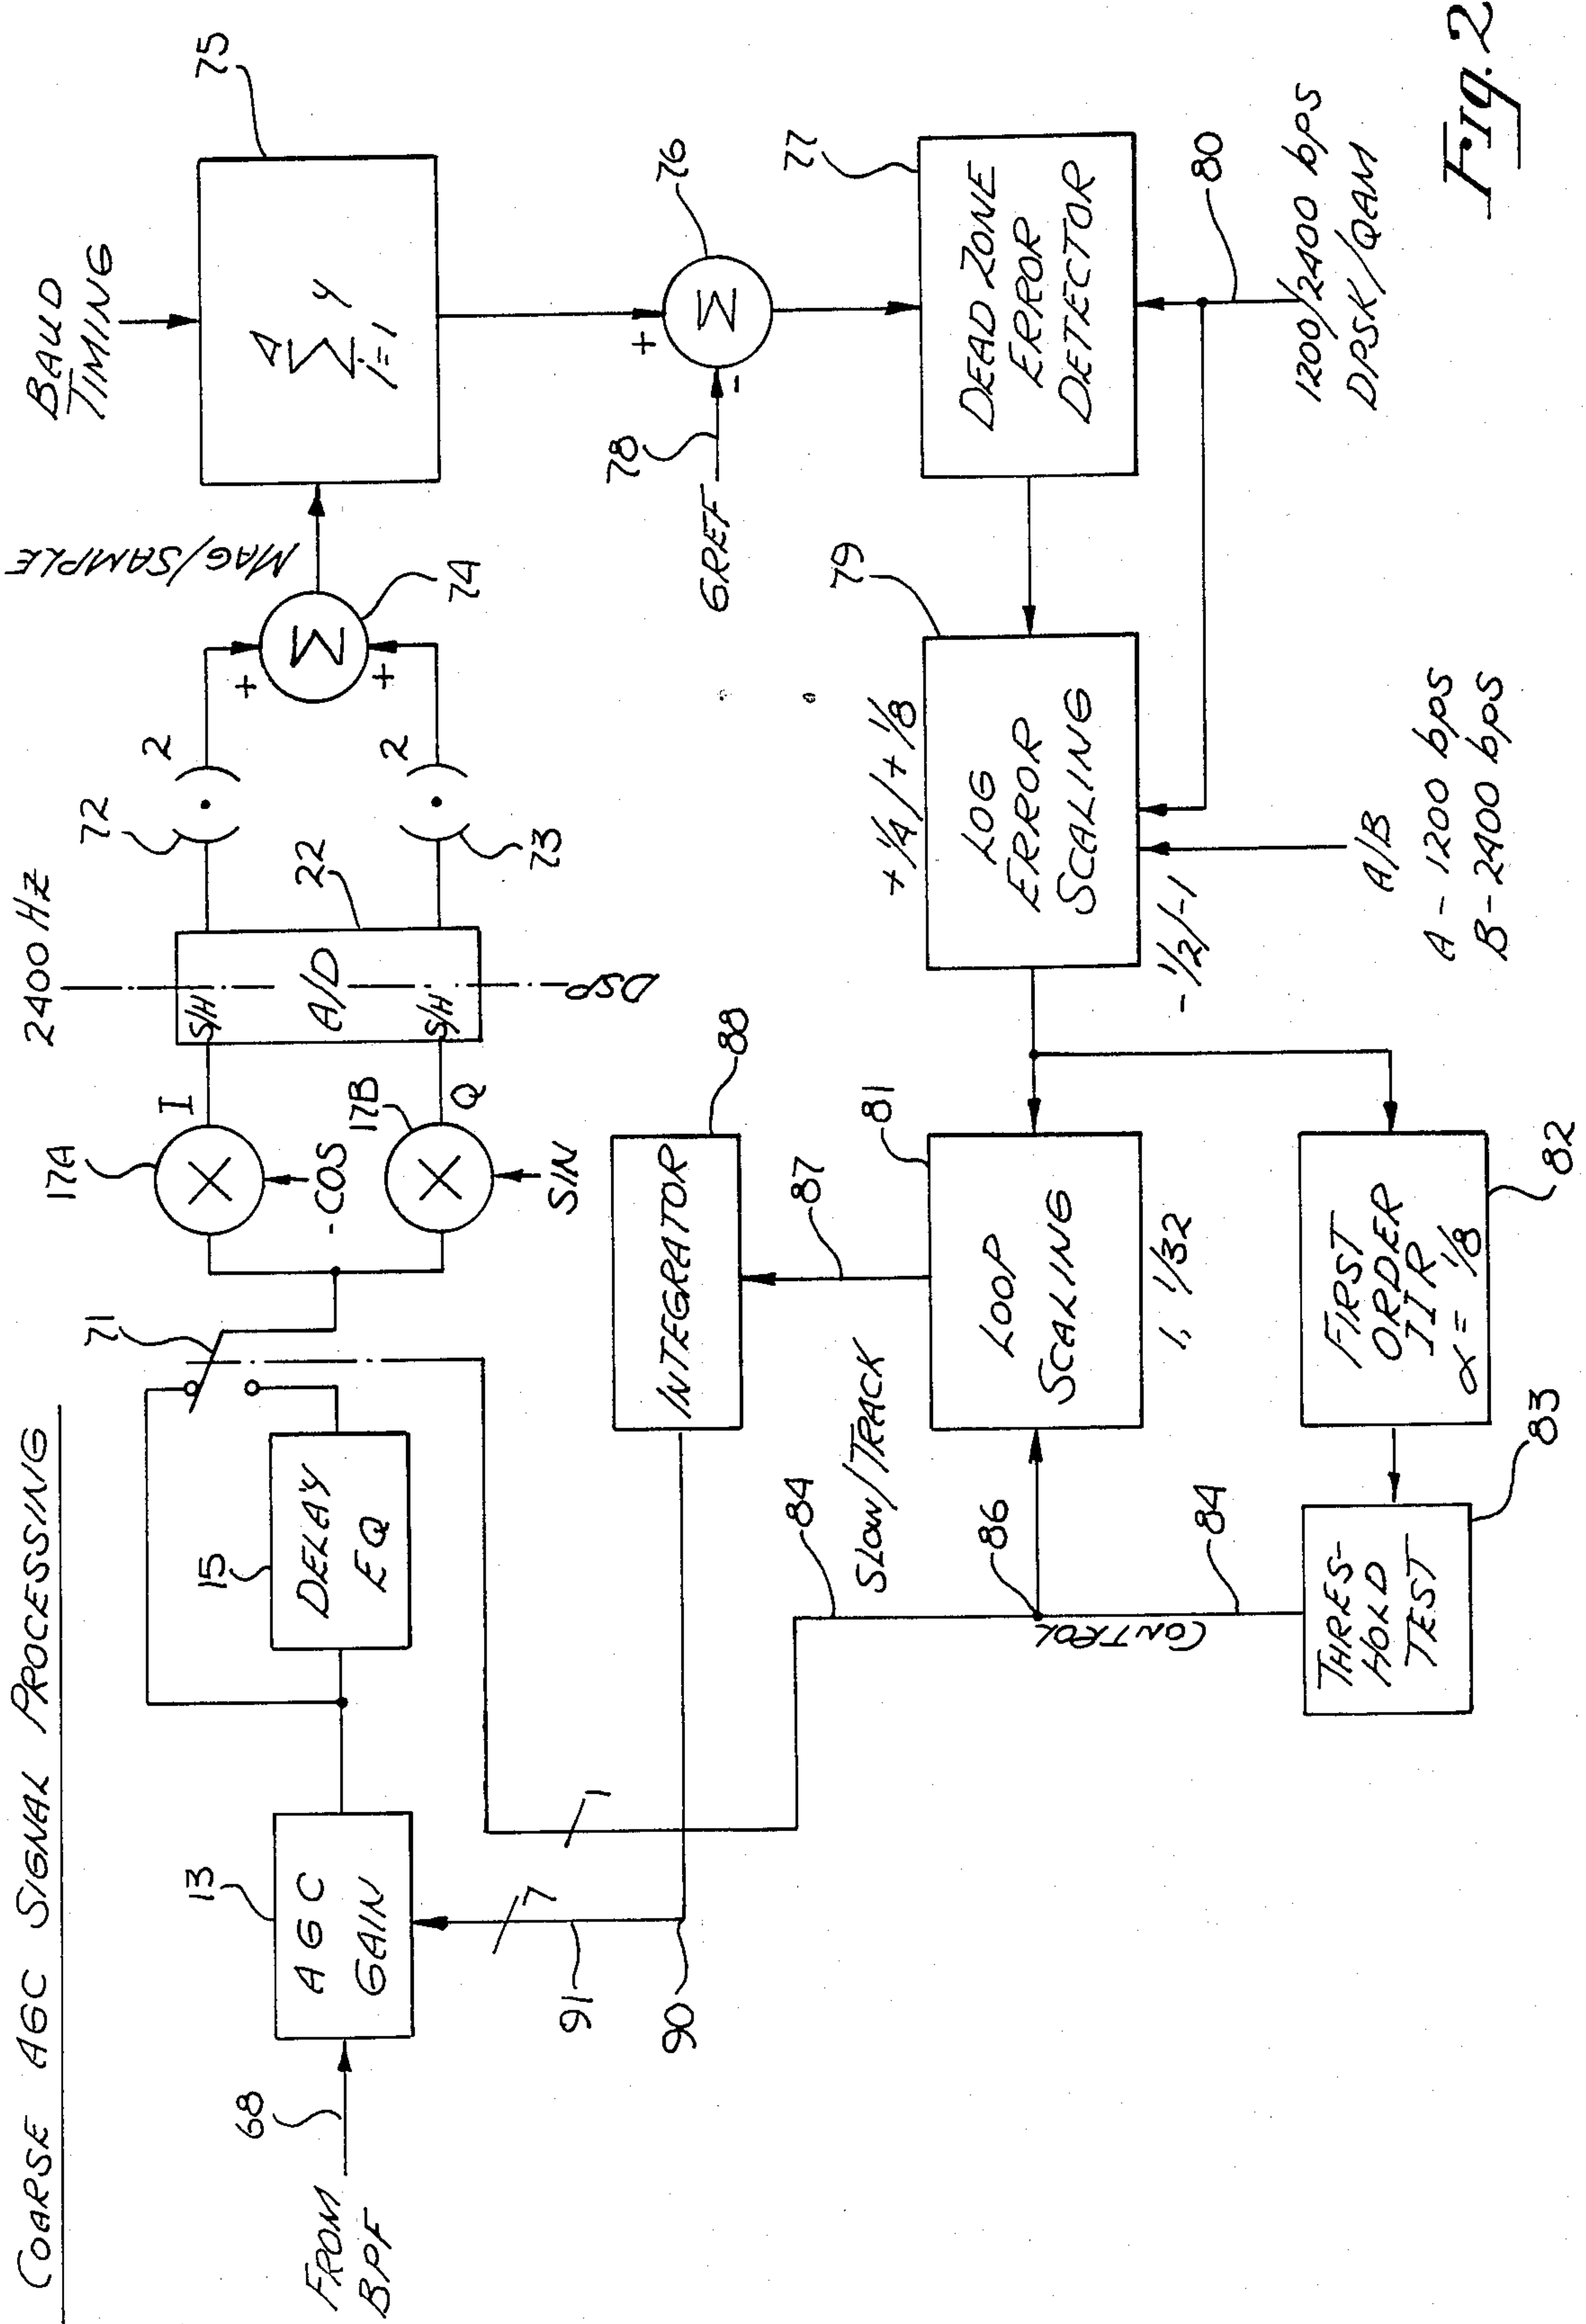 COARSE AGC SIGNAL PROCESSING
FROM
BPF
68
13
AGC
GAIN
91
7
90
15
DELAY
EQ
71
1
17A
I
-COS
17B
Q
SIN
2400 HZ
S/H
A/D
S/H
22
DSP
72
2
73
2
Σ
+
+
74
MAG/SAMPLE
BAUD
TIMING
4
Σ y
i=1
75
76
Σ
+
-
78
GREF
77
DEAD ZONE
ERROR
DETECTOR
80
1200/2400 bps
DPSK/QAM
79
+1/4/+1/8
LOG
ERROR
SCALING
-1/2/-1
A/B
A - 1200 bps
B - 2400 bps
88
INTEGRATOR
87
81
LOOP
SCALING
1, 1/32
SLOW/TRACK
84
86
CONTROL
84
FIRST
ORDER
IIR
α = 1/8
82
THRES-
HOLD
TEST
83
Fig. 2